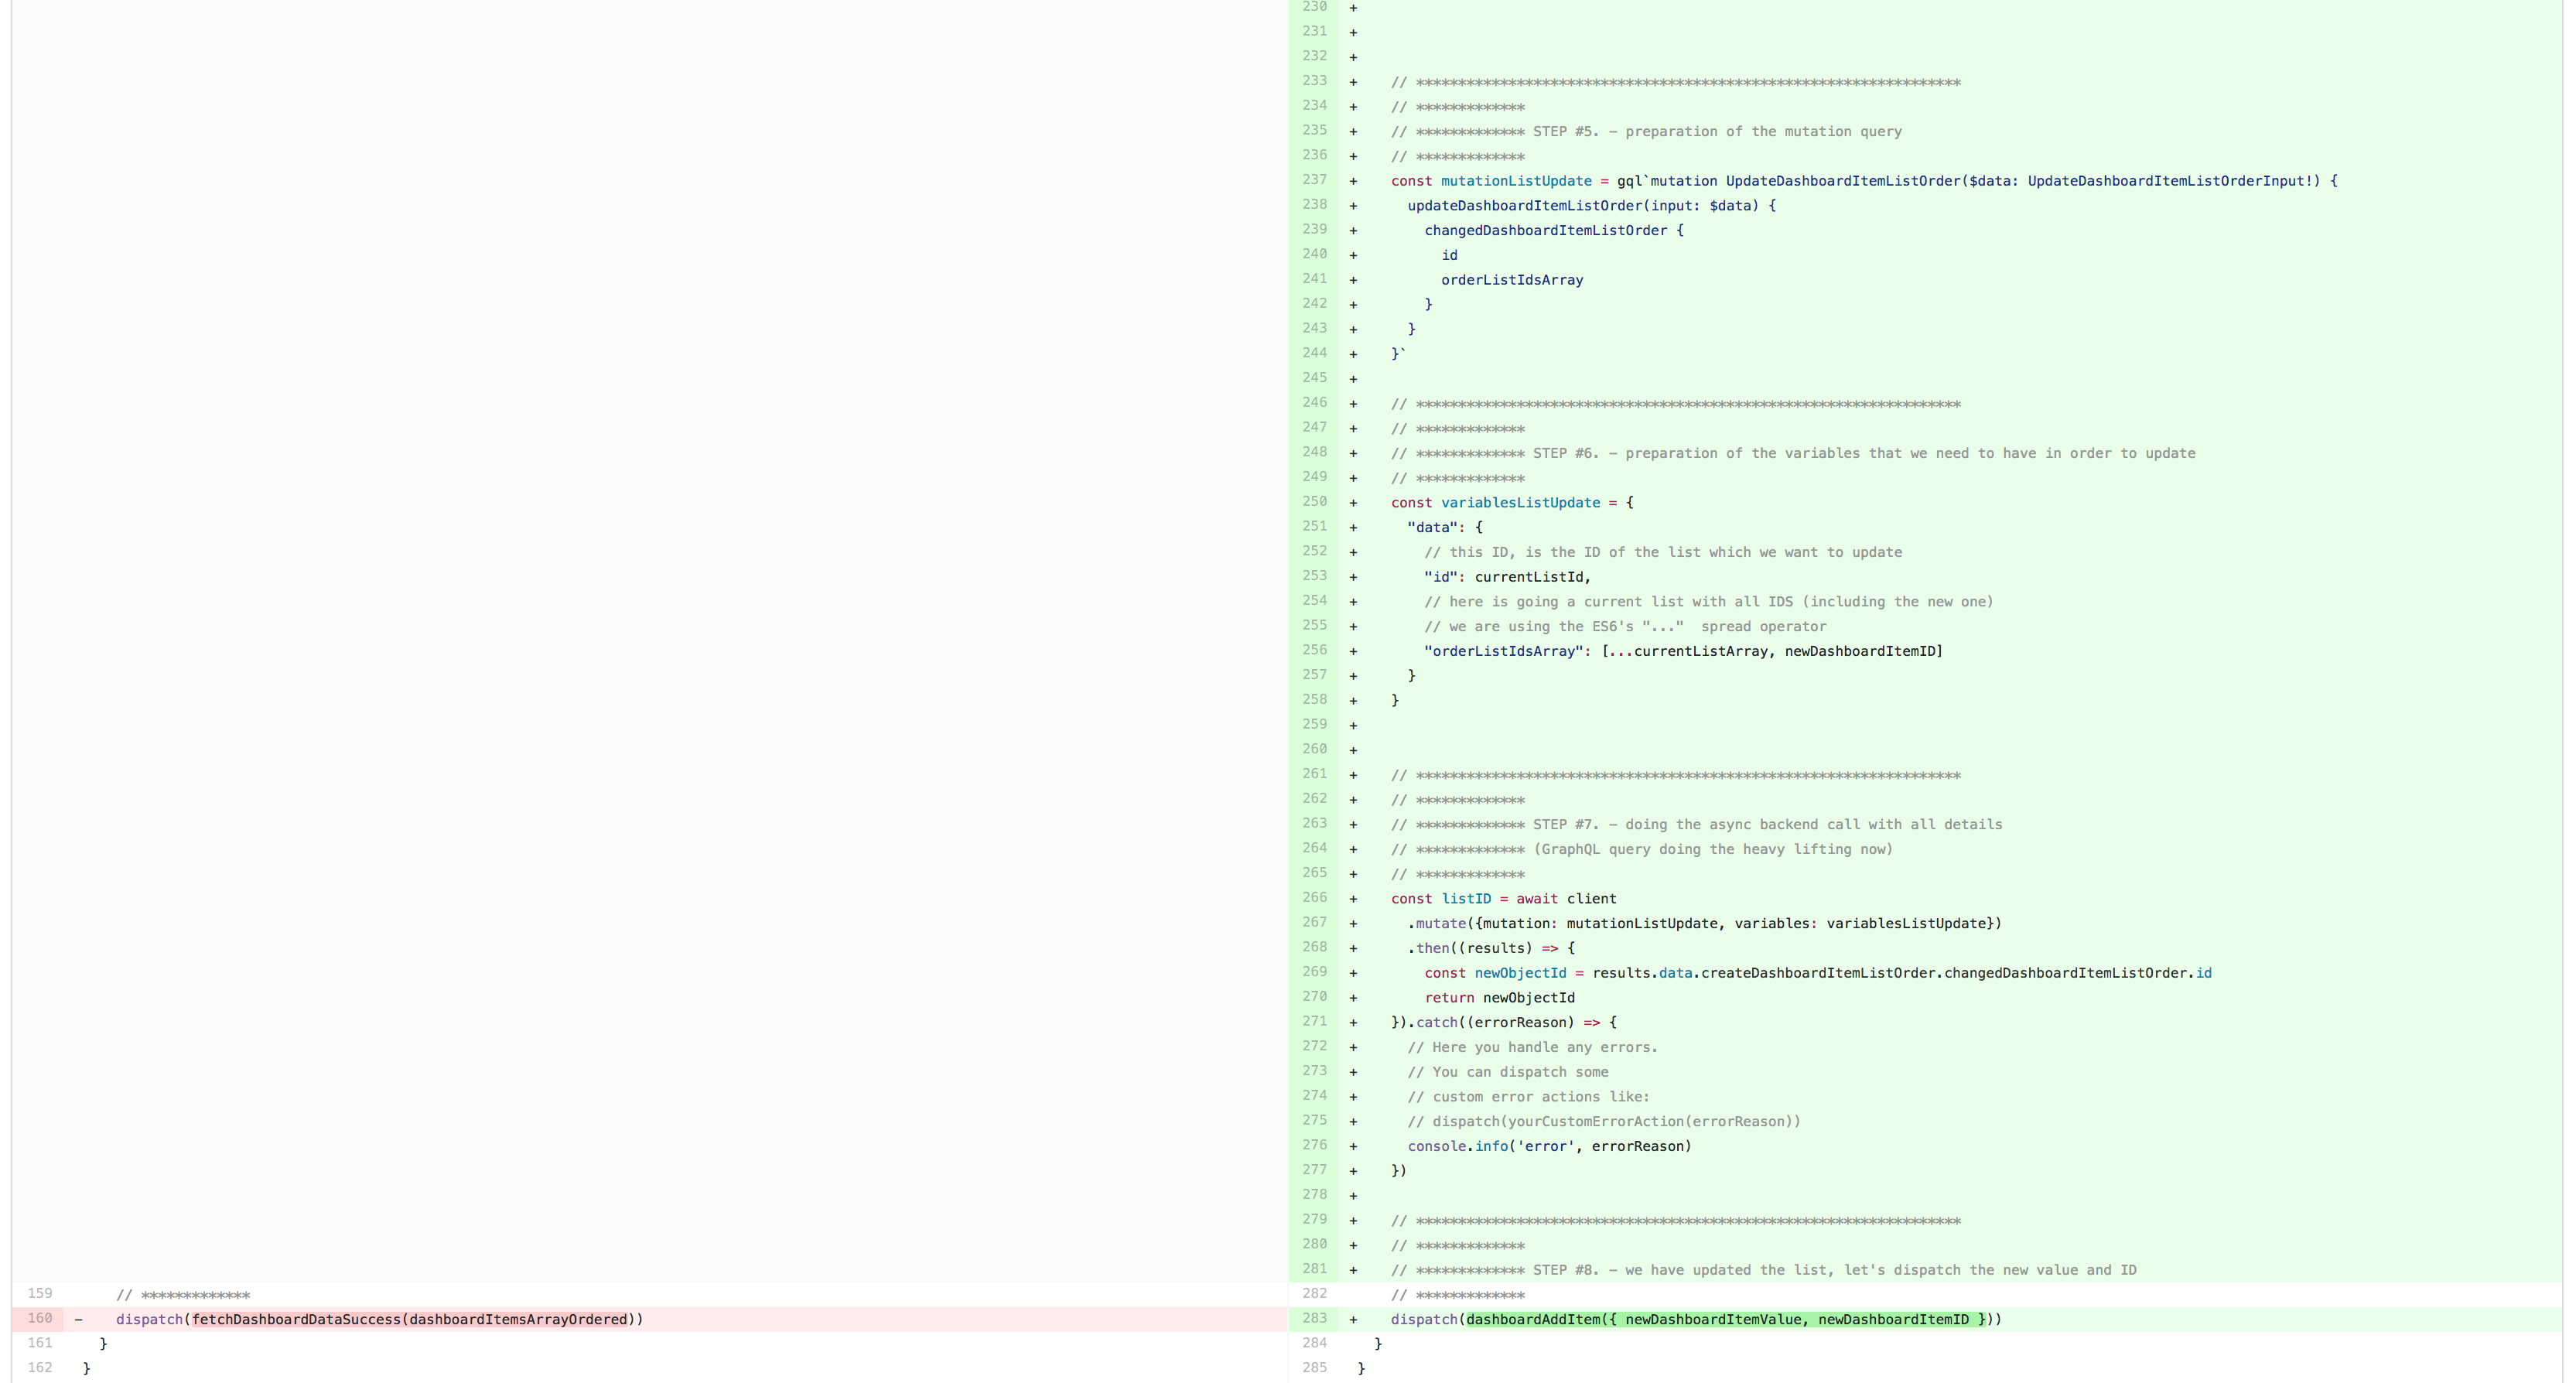 230 +
231 +
232 +
233 + // *****************************************************************
234 + // *************
235 + // ************* STEP #5. - preparation of the mutation query
236 + // *************
237 + const mutationListUpdate = gql`mutation UpdateDashboardItemListOrder($data: UpdateDashboardItemListOrderInput!) {
238 + updateDashboardItemListOrder(input: $data) {
239 + changedDashboardItemListOrder {
240 + id
241 + orderListIdsArray
242 + }
243 + }
244 + }`
245 +
246 + // *****************************************************************
247 + // *************
248 + // ************* STEP #6. - preparation of the variables that we need to have in order to update
249 + // *************
250 + const variablesListUpdate = {
251 + "data": {
252 + // this ID, is the ID of the list which we want to update
253 + "id": currentListId,
254 + // here is going a current list with all IDS (including the new one)
255 + // we are using the ES6's "..."  spread operator
256 + "orderListIdsArray": [...currentListArray, newDashboardItemID]
257 + }
258 + }
259 +
260 +
261 + // *****************************************************************
262 + // *************
263 + // ************* STEP #7. - doing the async backend call with all details
264 + // ************* (GraphQL query doing the heavy lifting now)
265 + // *************
266 + const listID = await client
267 + .mutate({mutation: mutationListUpdate, variables: variablesListUpdate})
268 + .then((results) => {
269 + const newObjectId = results.data.createDashboardItemListOrder.changedDashboardItemListOrder.id
270 + return newObjectId
271 + }).catch((errorReason) => {
272 + // Here you handle any errors.
273 + // You can dispatch some
274 + // custom error actions like:
275 + // dispatch(yourCustomErrorAction(errorReason))
276 + console.info('error', errorReason)
277 + })
278 +
279 + // *****************************************************************
280 + // *************
281 + // ************* STEP #8. - we have updated the list, let's dispatch the new value and ID
159 // ************* 282 // *************
160 - dispatch(fetchDashboardDataSuccess(dashboardItemsArrayOrdered)) 283 + dispatch(dashboardAddItem({ newDashboardItemValue, newDashboardItemID }))
161 } 284 }
162 } 285 }